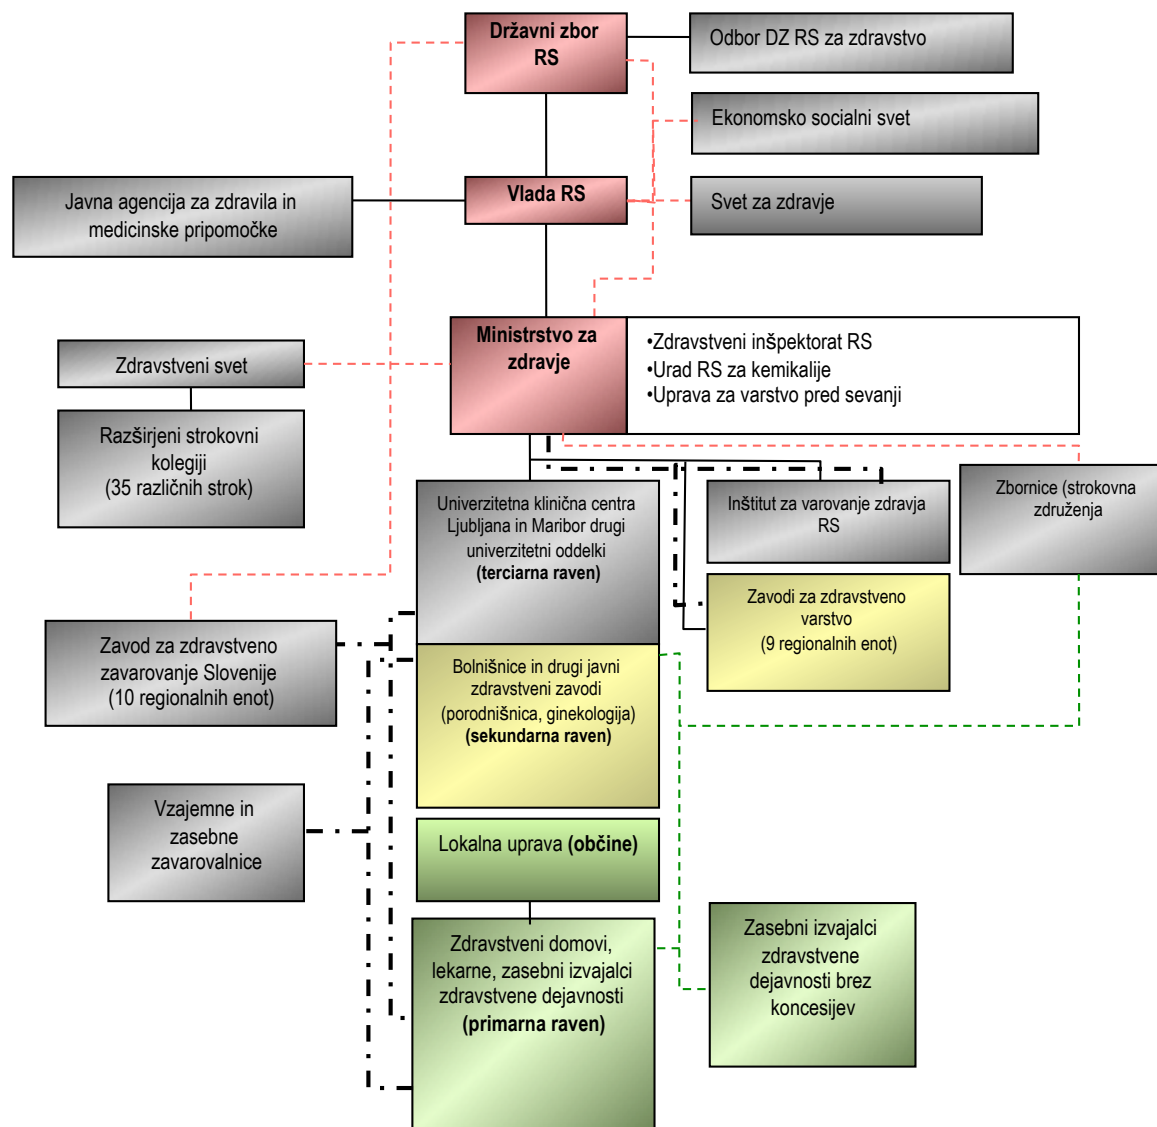 Državni zbor
RS
Odbor DZ RS za zdravstvo
Ekonomsko socialni svet
Vlada RS
Svet za zdravje
Javna agencija za zdravila in
medicinske pripomočke
Ministrstvo za
zdravje
•Zdravstveni inšpektorat RS
•Urad RS za kemikalije
•Uprava za varstvo pred sevanji
Zdravstveni svet
Razširjeni strokovni
kolegiji
(35 različnih strok)
Univerzitetna klinična centra
Ljubljana in Maribor drugi
univerzitetni oddelki
(terciarna raven)
Inštitut za varovanje zdravja
RS
Zbornice (strokovna
združenja
Zavodi za zdravstveno
varstvo
(9 regionalnih enot)
Zavod za zdravstveno
zavarovanje Slovenije
(10 regionalnih enot)
Bolnišnice in drugi javni
zdravstveni zavodi
(porodnišnica, ginekologija)
(sekundarna raven)
Vzajemne in
zasebne
zavarovalnice
Lokalna uprava (občine)
Zdravstveni domovi,
lekarne, zasebni izvajalci
zdravstvene dejavnosti
(primarna raven)
Zasebni izvajalci
zdravstvene
dejavnosti brez
koncesijev